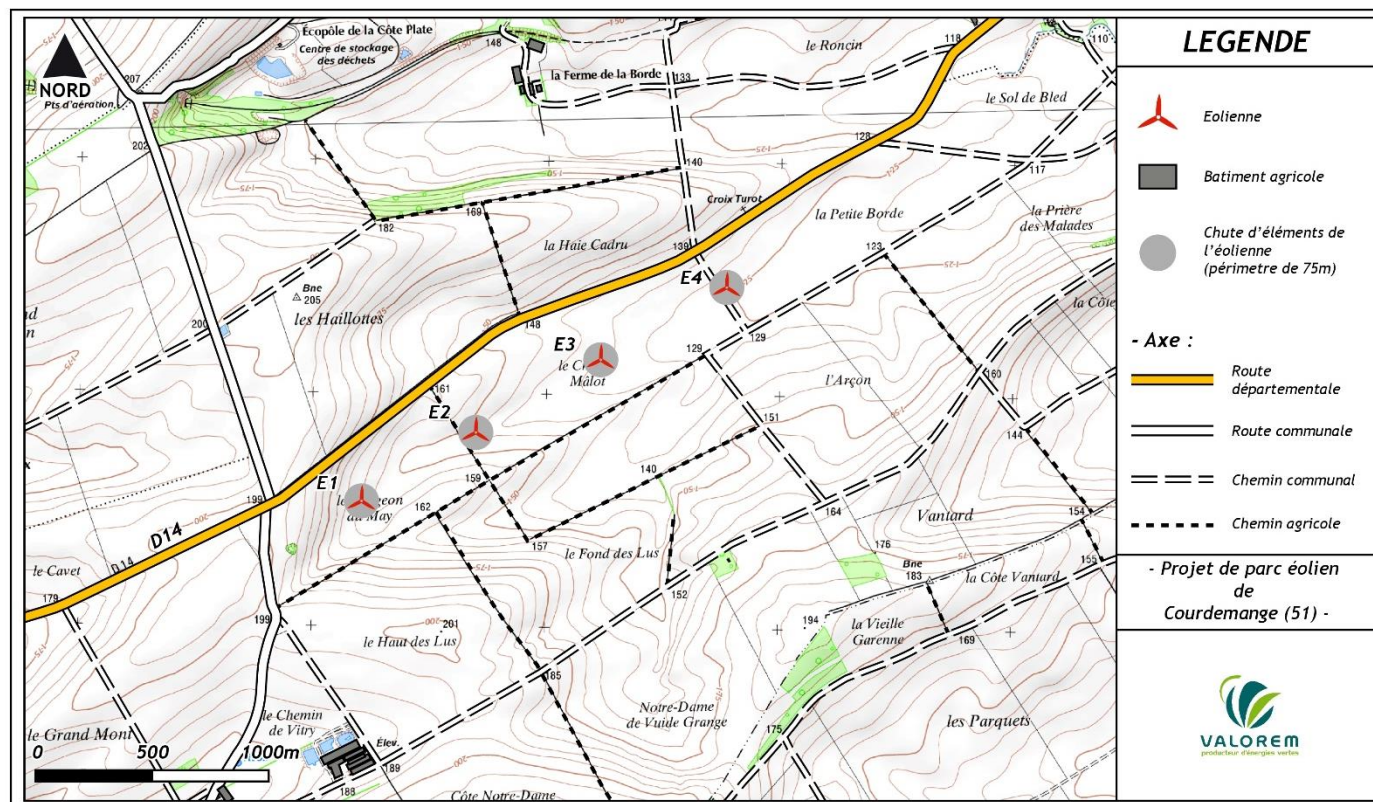 NORD
Pts d'aération
207
202
Écopôle de la Côte Plate
Centre de stockage
des déchets
148
la Ferme de la Borde
133
le Roncin
118
110
le Sol de Bled
128
140
117
Croix Turot
la Petite Borde
la Prière
des Malades
169
182
la Haie Cadru
139
123
E4
la Côte
Bne
205
les Haillottes
200
148
129
129
E3
Mâlot
l'Arçon
160
161
E2
151
144
E1
199
159
140
162
164
154
Vantard
D14
D14
157
le Fond des Lus
176
155
le Cavet
Bne
183
la Côte Vantard
179
152
199
201
le Haut des Lus
194
la Vieille
Garenne
169
185
le Chemin
de Vitry
Notre-Dame
de Vuide Grange
les Parquets
175
le Grand Mont
Élev.
0 500 1000m
189
188
Côte Notre-Dame
LEGENDE
Eolienne
Batiment agricole
Chute d'éléments de
l'éolienne
(périmetre de 75m)
- Axe :
Route
départementale
Route communale
Chemin communal
Chemin agricole
- Projet de parc éolien
de
Courdemange (51) -
VALOREM
producteur d'énergies vertes